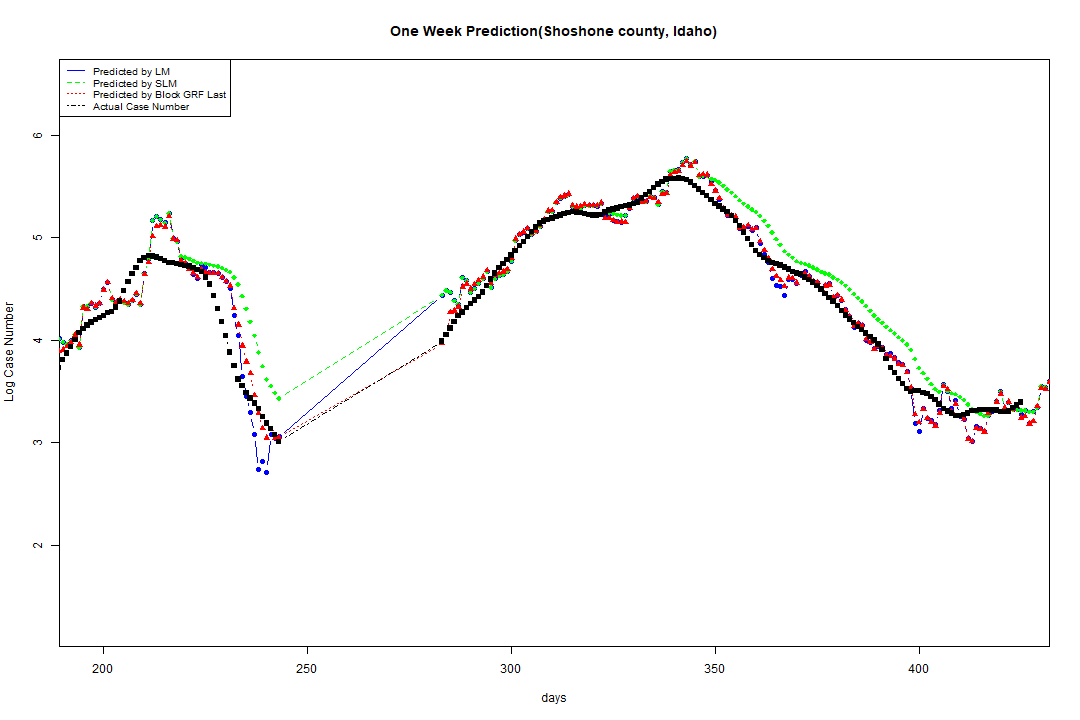 One Week Prediction(Shoshone county, Idaho)
Predicted by LM
Predicted by SLM
Predicted by Block GRF Last
Actual Case Number
6
5
4
3
2
Log Case Number
200 250 300 350 400
days